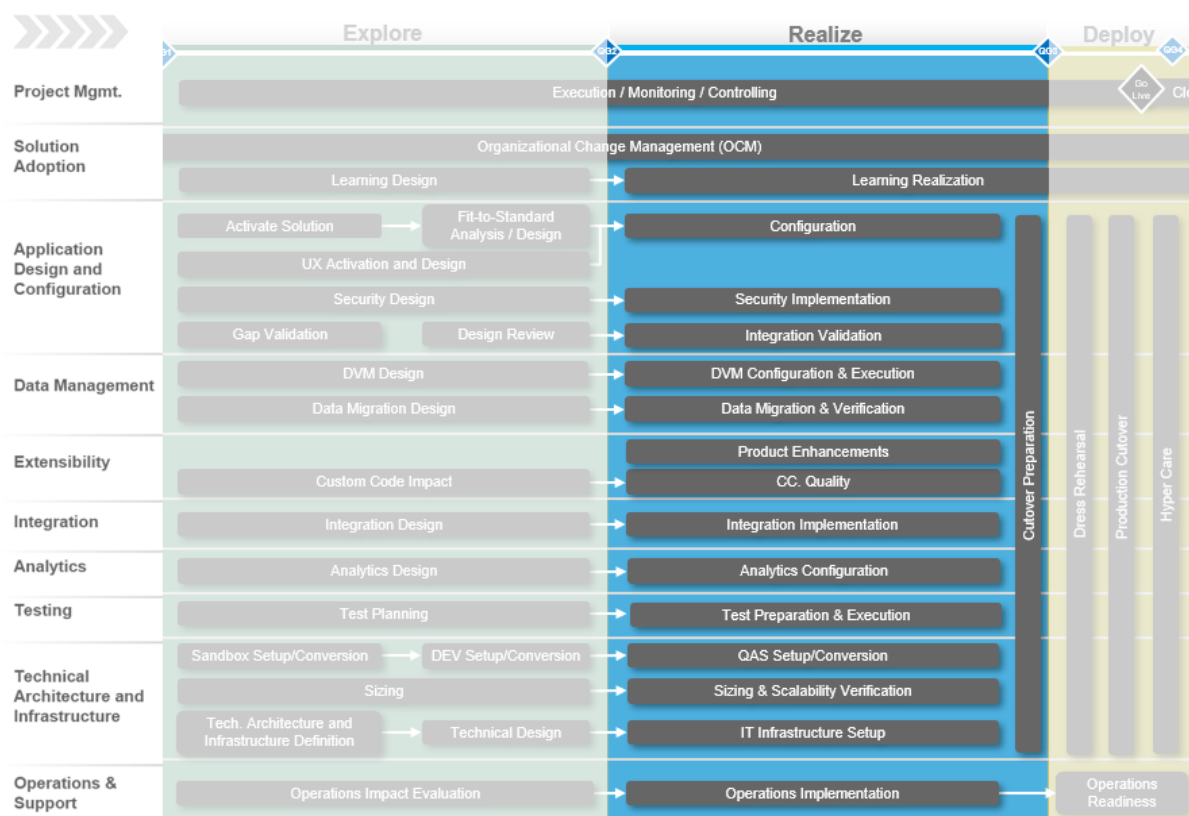 Explore
Realize
Deploy
QG2
QG3
QG4
Project Mgmt.
Execution / Monitoring / Controlling
Go
Live
Solution
Adoption
Organizational Change Management (OCM)
Learning Design
Learning Realization
Application
Design and
Configuration
Activate Solution
Fit-to-Standard
Analysis / Design
Configuration
UX Activation and Design
Security Design
Security Implementation
Gap Validation
Design Review
Integration Validation
Data Management
DVM Design
DVM Configuration & Execution
Data Migration Design
Data Migration & Verification
Extensibility
Product Enhancements
Custom Code Impact
CC. Quality
Integration
Integration Design
Integration Implementation
Analytics
Analytics Design
Analytics Configuration
Testing
Test Planning
Test Preparation & Execution
Technical
Architecture and
Infrastructure
Sandbox Setup/Conversion
DEV Setup/Conversion
QAS Setup/Conversion
Sizing
Sizing & Scalability Verification
Tech. Architecture and
Infrastructure Definition
Technical Design
IT Infrastructure Setup
Cutover Preparation
Dress Rehearsal
Production Cutover
Hyper Care
Operations &
Support
Operations Impact Evaluation
Operations Implementation
Operations
Readiness